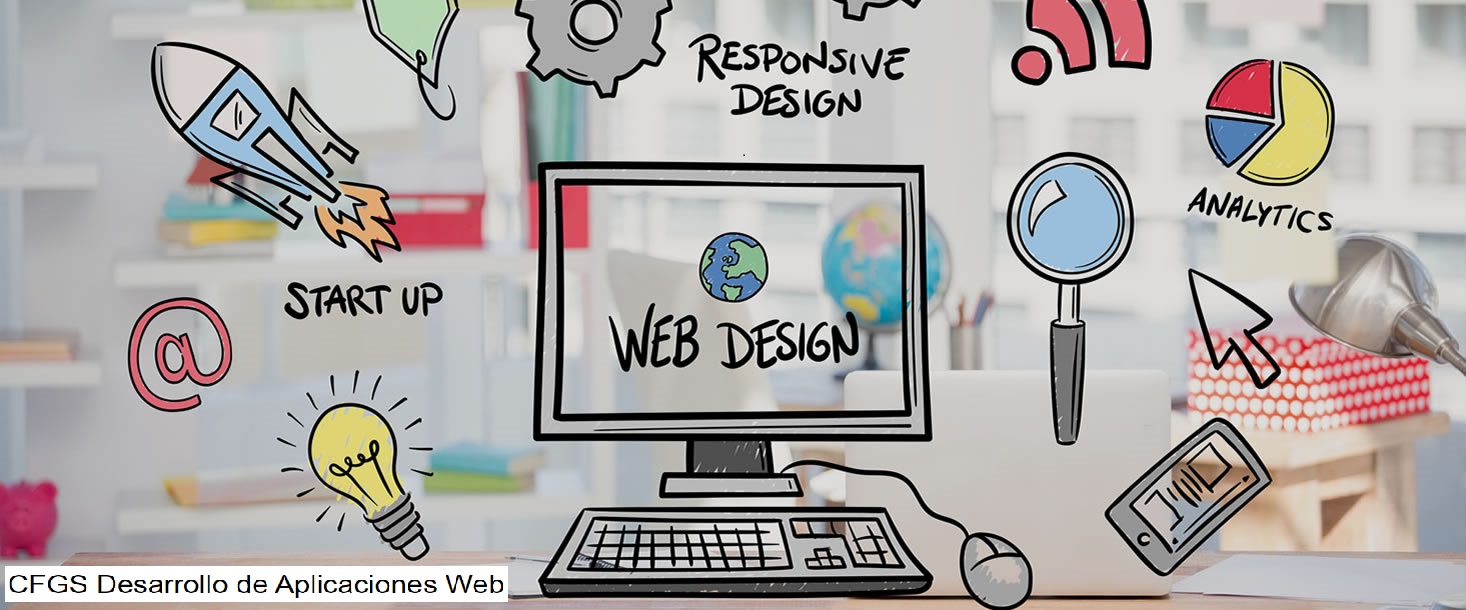 RESPONSIVE
DESIGN
ANALYTICS
START UP
WEB DESIGN
@
CFGS Desarrollo de Aplicaciones Web